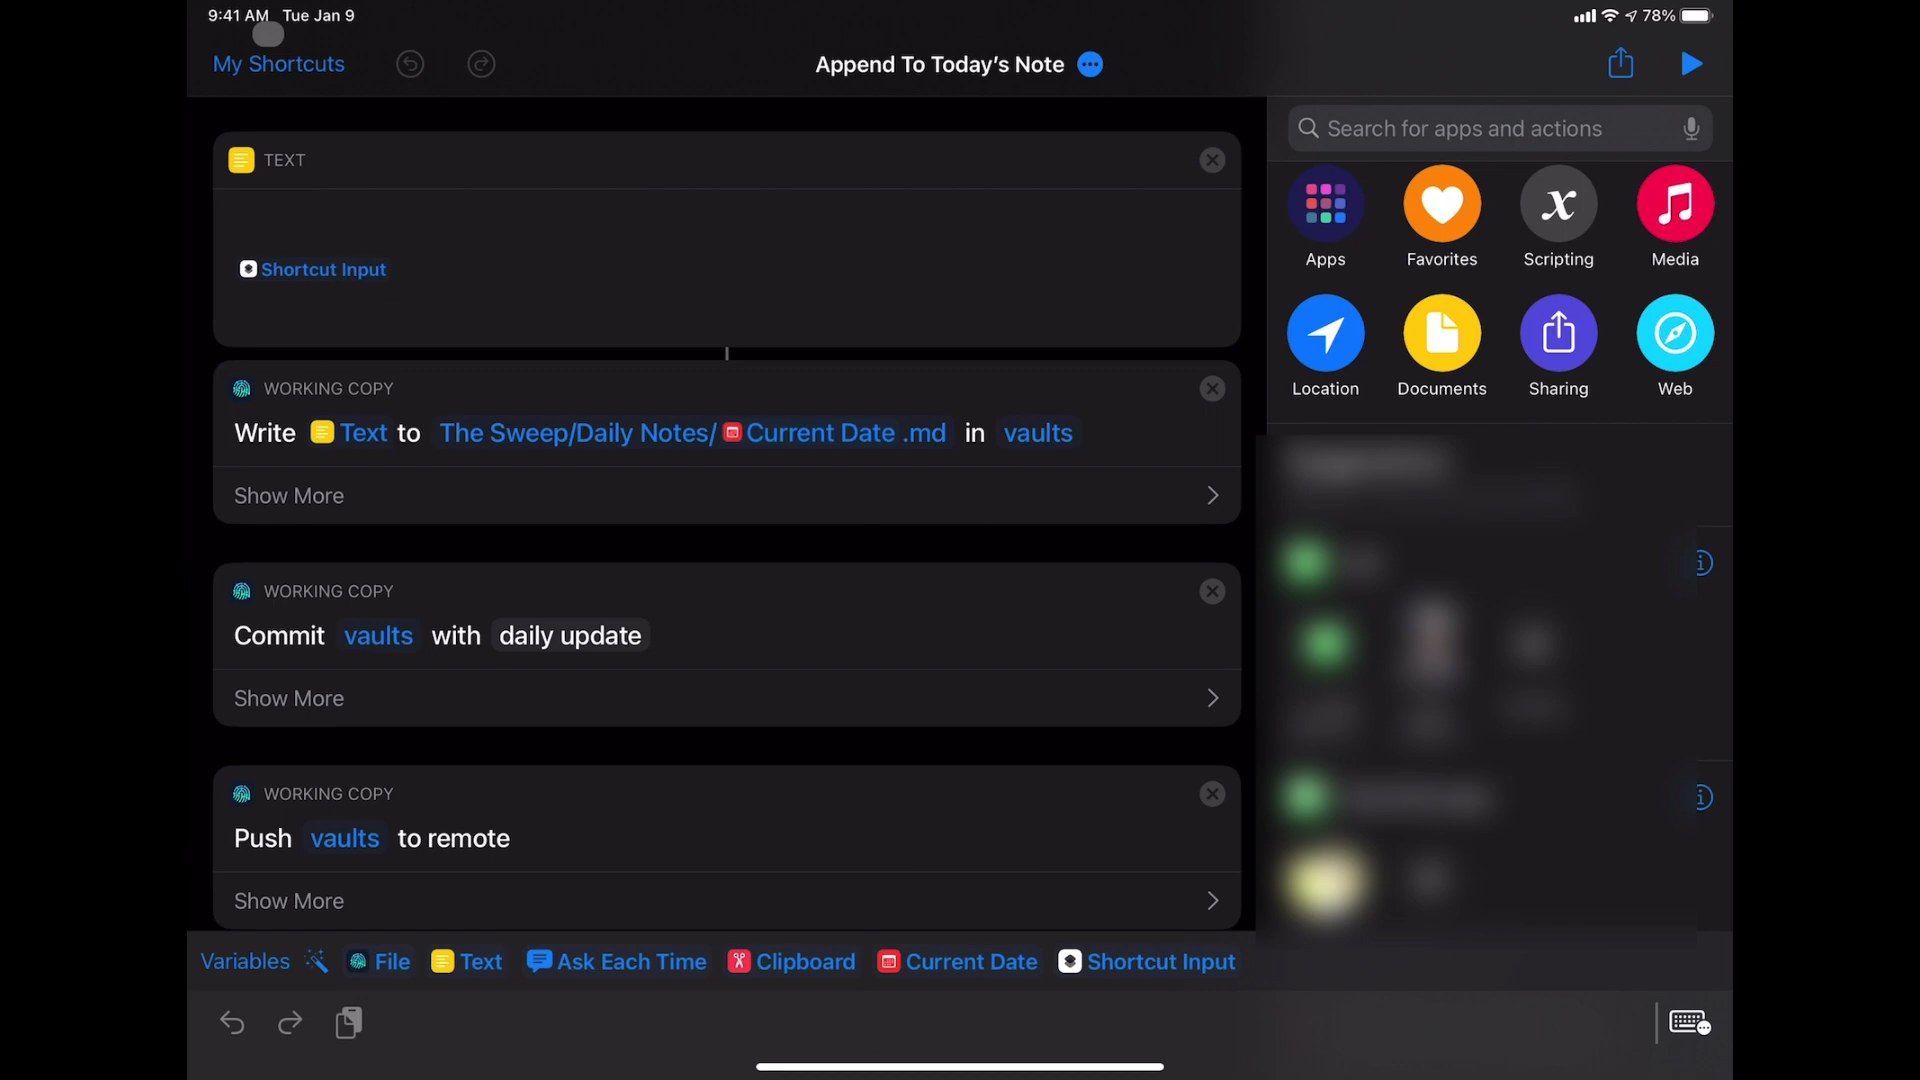 9:41 AM Tue Jan 9
78%
My Shortcuts
Append To Today's Note
Search for apps and actions
TEXT
Shortcut Input
WORKING COPY
Write Text to The Sweep/Daily Notes/ Current Date .md in vaults
Show More
WORKING COPY
Commit vaults with daily update
Show More
WORKING COPY
Push vaults to remote
Show More
Apps Favorites Scripting Media
Location Documents Sharing Web
Variables File Text Ask Each Time Clipboard Current Date Shortcut Input